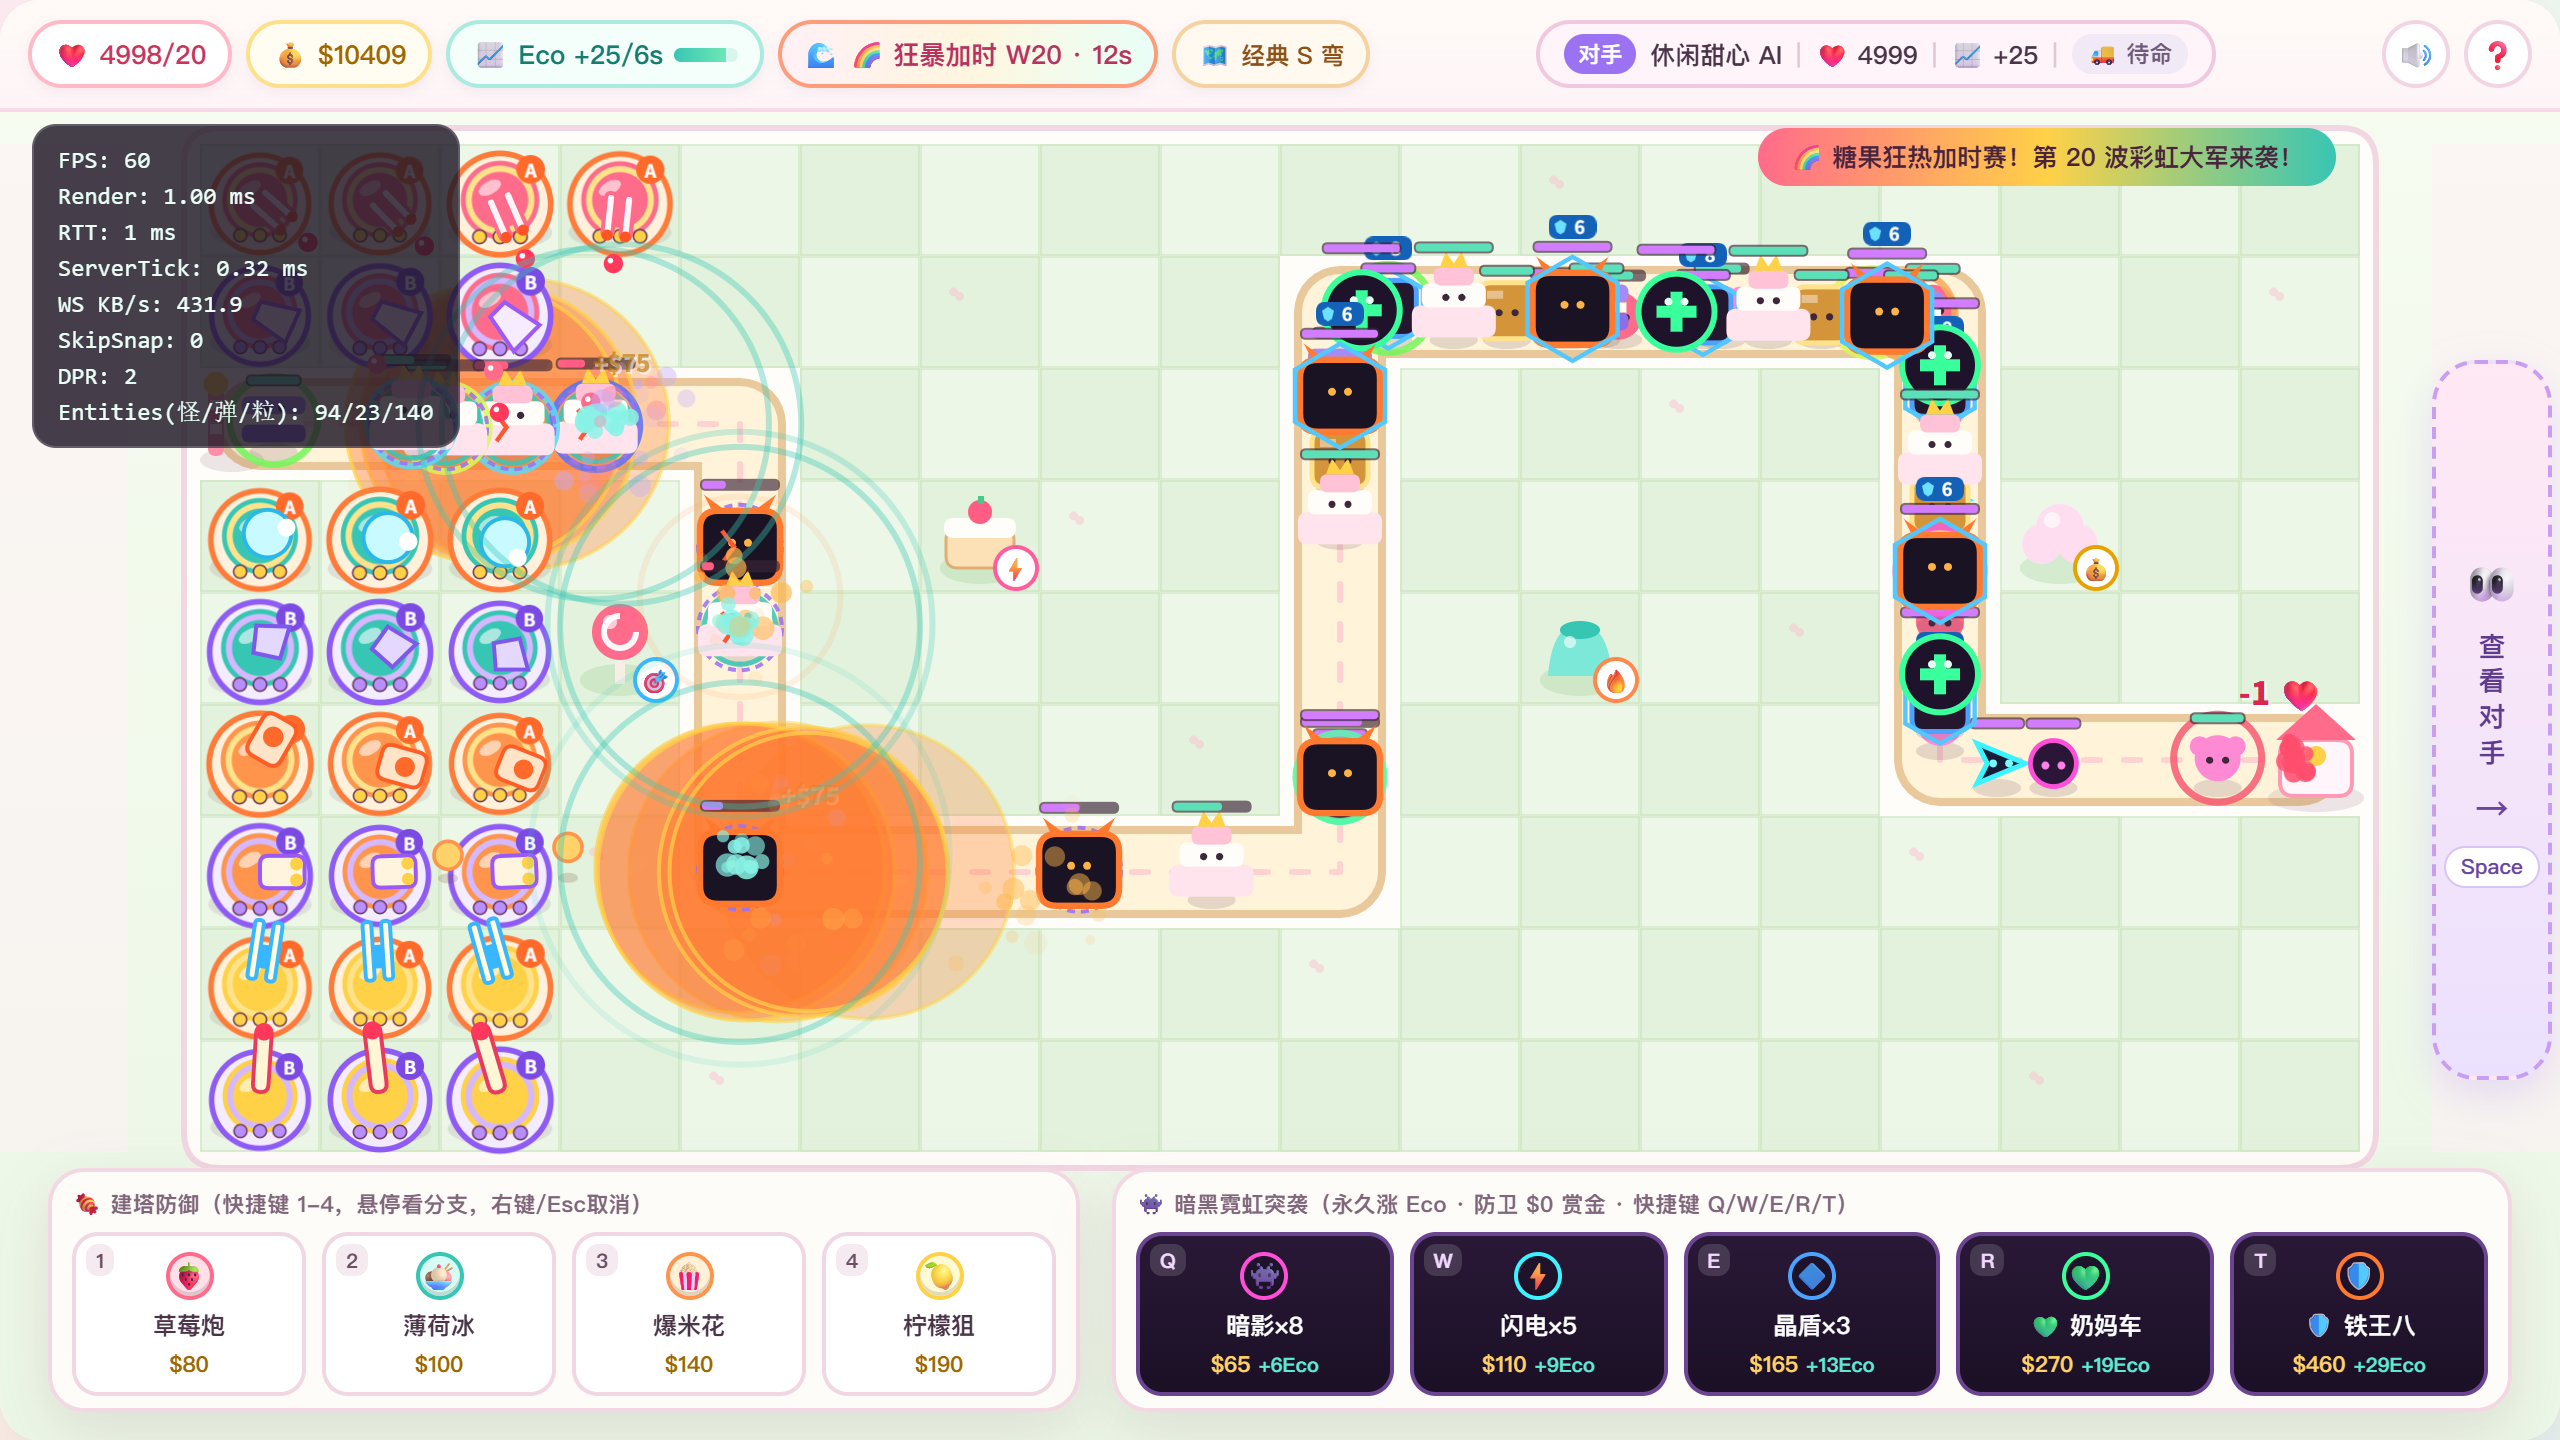 4998/20
$10409
Eco +25/6s
狂暴加时 W20 · 12s
经典 S 弯
对手 休闲甜心 AI 4999 +25 待命
糖果狂热加时赛！第 20 波彩虹大军来袭！
FPS: 60
Render: 1.00 ms
RTT: 1 ms
ServerTick: 0.32 ms
WS KB/s: 431.9
SkipSnap: 0
DPR: 2
Entities(怪/弹/粒): 94/23/140
A
A
A
A
B
B
B
6
6
6
+$75
A
A
A
6
B
B
B
A
A
-1
+$75
B
B
B
A
A
A
B
B
B
查看对手
→
Space
建塔防御（快捷键 1–4，悬停看分支，右键/Esc取消）
1
草莓炮
$80
2
薄荷冰
$100
3
爆米花
$140
4
柠檬狙
$190
暗黑霓虹突袭（永久涨 Eco · 防卫 $0 赏金 · 快捷键 Q/W/E/R/T）
Q
暗影×8
$65 +6Eco
W
闪电×5
$110 +9Eco
E
晶盾×3
$165 +13Eco
R
奶妈车
$270 +19Eco
T
铁王八
$460 +29Eco